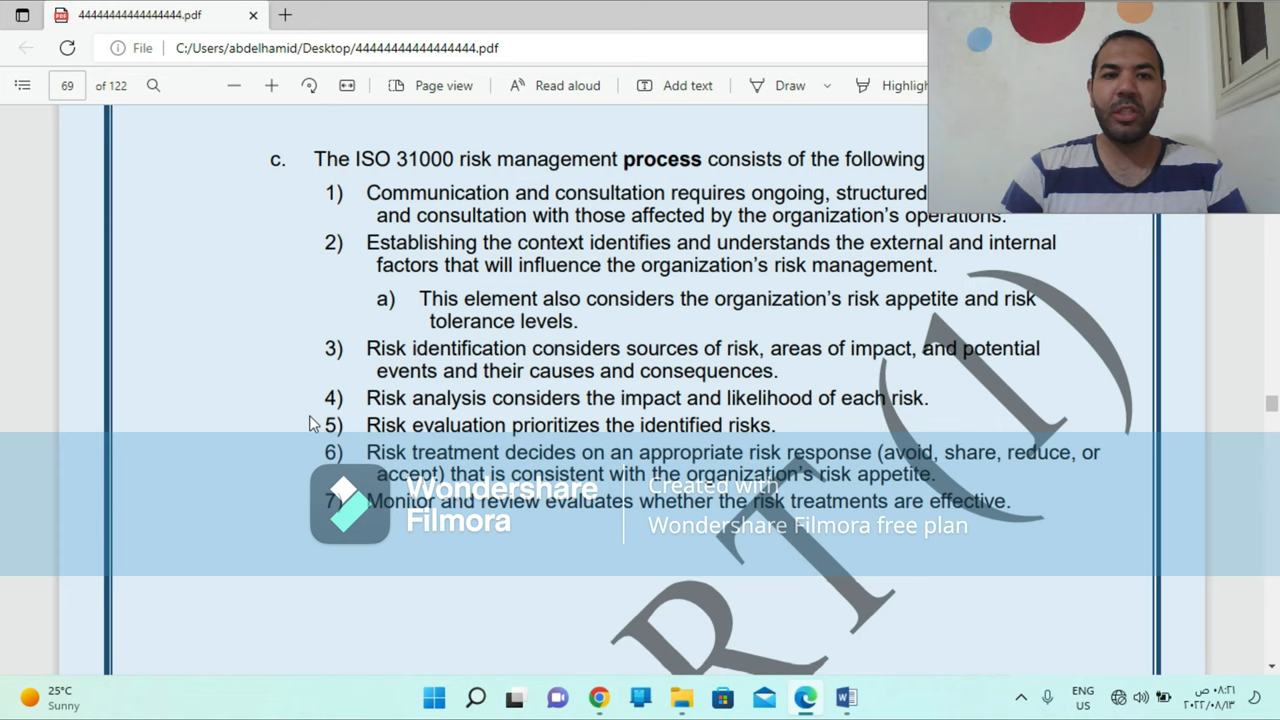 44444444444444444.pdf
File
C:/Users/abdelhamid/Desktop/44444444444444444.pdf
69 of 122
Page view
Read aloud
Add text
Draw
Highligh
c. The ISO 31000 risk management process consists of the following
1) Communication and consultation requires ongoing, structured
and consultation with those affected by the organization's operations.
2) Establishing the context identifies and understands the external and internal
factors that will influence the organization's risk management.
a) This element also considers the organization's risk appetite and risk
tolerance levels.
3) Risk identification considers sources of risk, areas of impact, and potential
events and their causes and consequences.
4) Risk analysis considers the impact and likelihood of each risk.
5) Risk evaluation prioritizes the identified risks.
6) Risk treatment decides on an appropriate risk response (avoid, share, reduce, or
accept) that is consistent with the organization's risk appetite.
7) Monitor and review evaluates whether the risk treatments are effective.
Wondershare
Filmora
Created with
Wondershare Filmora free plan
RT (I)
25°C
Sunny
ENG
US
٠٨:٢١ ص
٢٠٢٢/٠٨/١٣